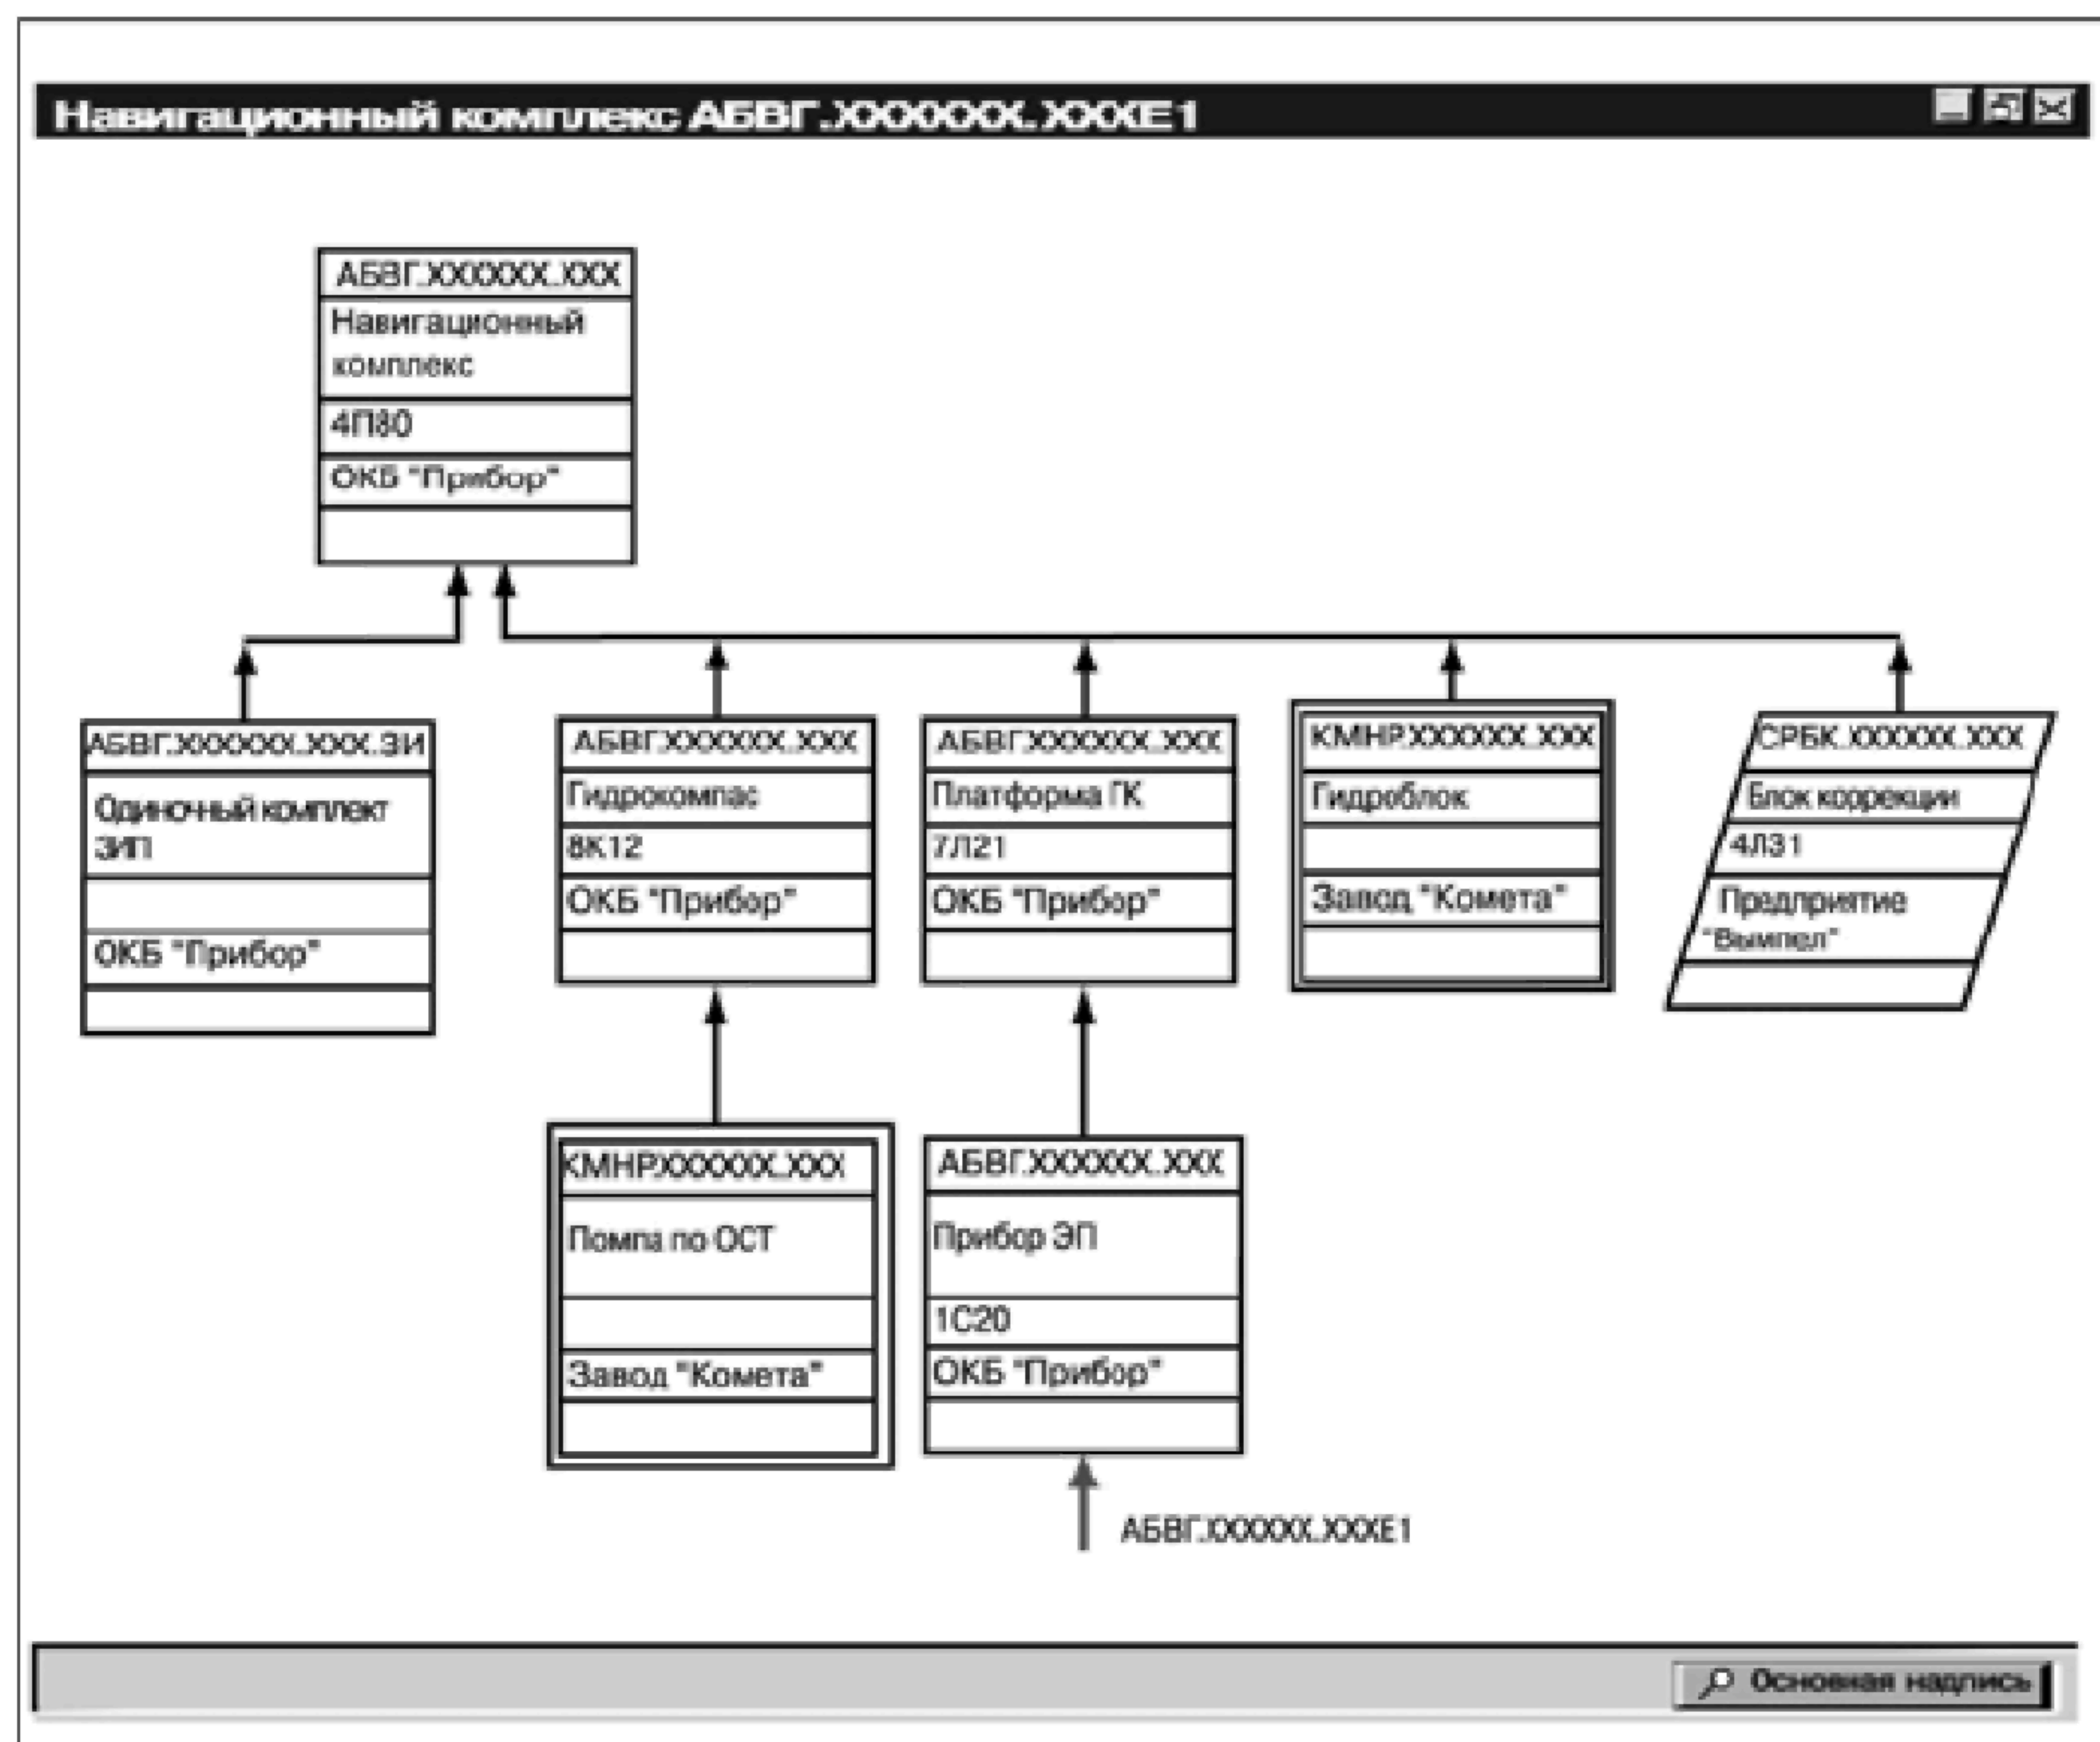 Навигационный комплекс АБВГ.XXXXXX.XXXЕ1
АБВГ.XXXXXX.XXX
Навигационный
комплекс
4П80
ОКБ "Прибор"
АБВГ.XXXXXX.XXX.ЗИ
Одиночный комплект
ЗИП
ОКБ "Прибор"
АБВГ.XXXXXX.XXX
Гидрокомпас
8К12
ОКБ "Прибор"
АБВГ.XXXXXX.XXX
Платформа ГК
7Л21
ОКБ "Прибор"
КМНР.XXXXXX.XXX
Гидроблок
Завод "Комета"
СРБК.XXXXXX.XXX
Блок коррекции
4Л31
Предприятие
"Вымпел"
КМНР.XXXXXX.XXX
Помпа по ОСТ
Завод "Комета"
АБВГ.XXXXXX.XXX
Прибор ЭП
1С20
ОКБ "Прибор"
АБВГ.XXXXXX.XXXЕ1
Основная надпись